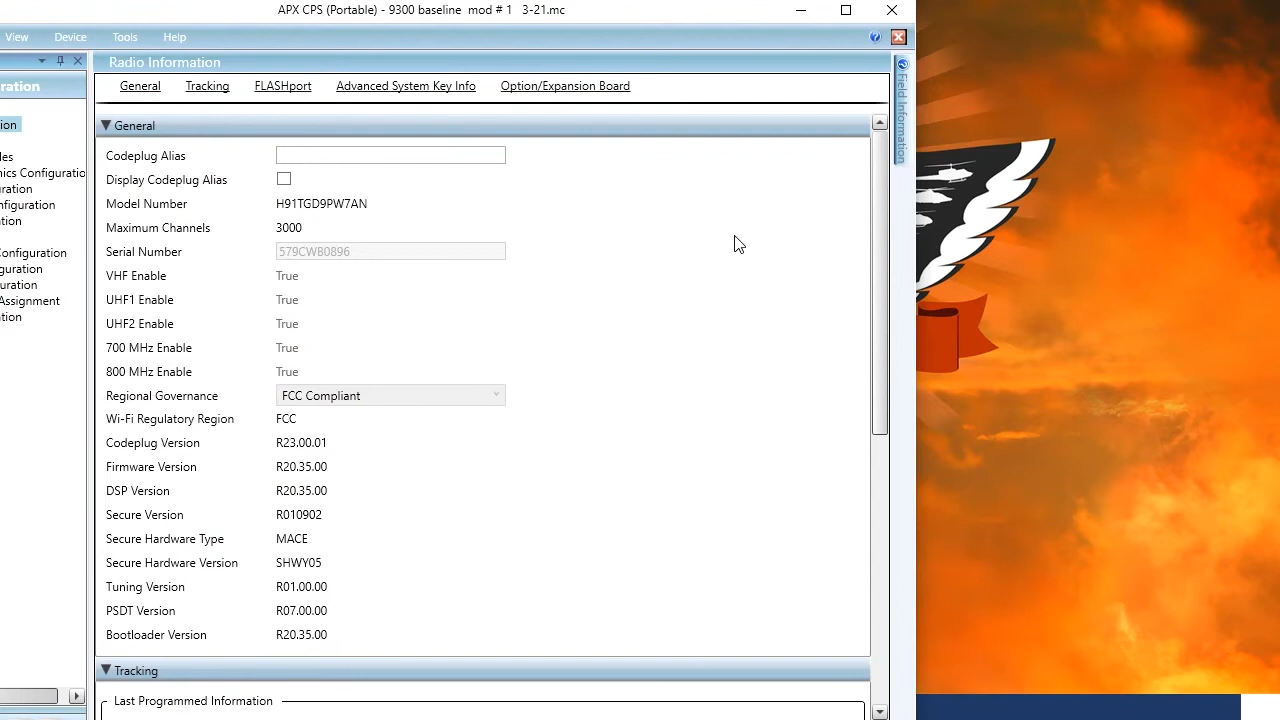 APX CPS (Portable) - 9300 baseline mod # 1 3-21.mc
View Device Tools Help
Radio Information
ration
General Tracking FLASHport Advanced System Key Info Option/Expansion Board
Field Information
ion
les
nics Configuratio
ration
nfiguration
tion
Configuration
guration
uration
Assignment
tion
General
Codeplug Alias
Display Codeplug Alias
Model Number H91TGD9PW7AN
Maximum Channels 3000
Serial Number 579CWB0896
VHF Enable True
UHF1 Enable True
UHF2 Enable True
700 MHz Enable True
800 MHz Enable True
Regional Governance FCC Compliant
Wi-Fi Regulatory Region FCC
Codeplug Version R23.00.01
Firmware Version R20.35.00
DSP Version R20.35.00
Secure Version R010902
Secure Hardware Type MACE
Secure Hardware Version SHWY05
Tuning Version R01.00.00
PSDT Version R07.00.00
Bootloader Version R20.35.00
Tracking
Last Programmed Information